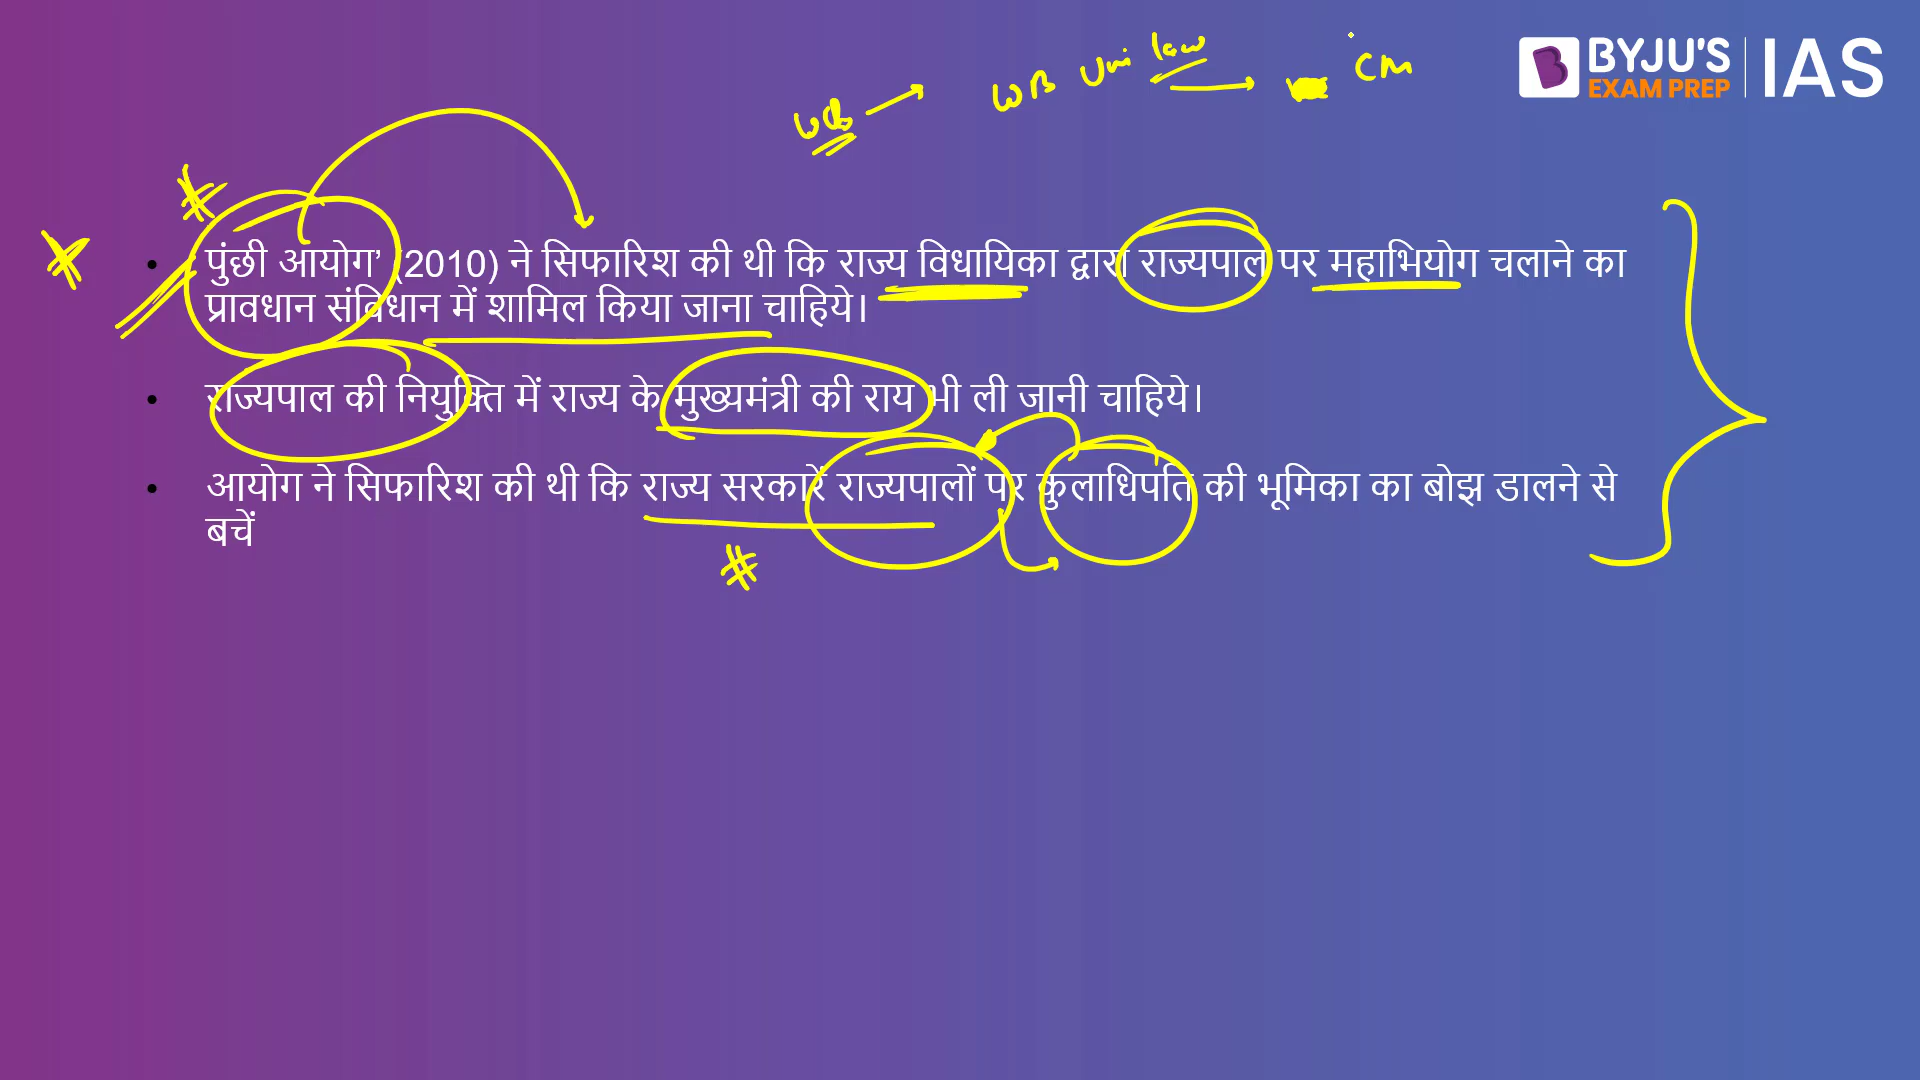 WB WB Uni law CM
BYJU'S
EXAM PREP
IAS
• पुंछी आयोग' (2010) ने सिफारिश की थी कि राज्य विधायिका द्वारा राज्यपाल पर महाभियोग चलाने का
प्रावधान संविधान में शामिल किया जाना चाहिये।
• राज्यपाल की नियुक्ति में राज्य के मुख्यमंत्री की राय भी ली जानी चाहिये।
• आयोग ने सिफारिश की थी कि राज्य सरकारें राज्यपालों पर कुलाधिपति की भूमिका का बोझ डालने से
बचें